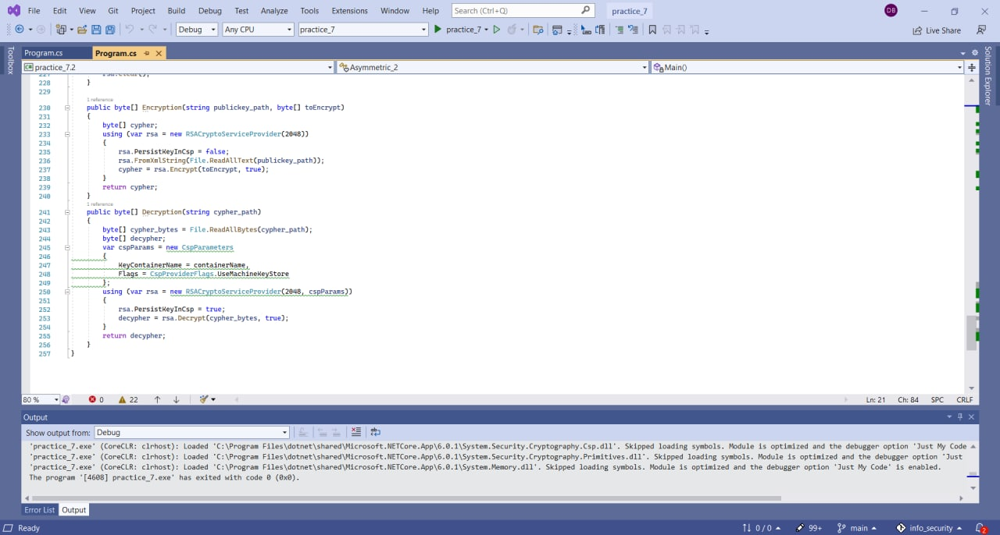 File Edit View Git Project Build Debug Test Analyze Tools Extensions Window Help Search (Ctrl+Q) practice_7 DB
Debug Any CPU practice_7 practice_7 Live Share
Toolbox
Solution Explorer
Program.cs Program.cs
practice_7.2 Asymmetric_2 Main()
227 rsa.Clear();
228 }
229
1 reference
230 public byte[] Encryption(string publickey_path, byte[] toEncrypt)
231 {
232 byte[] cypher;
233 using (var rsa = new RSACryptoServiceProvider(2048))
234 {
235 rsa.PersistKeyInCsp = false;
236 rsa.FromXmlString(File.ReadAllText(publickey_path));
237 cypher = rsa.Encrypt(toEncrypt, true);
238 }
239 return cypher;
240 }
1 reference
241 public byte[] Decryption(string cypher_path)
242 {
243 byte[] cypher_bytes = File.ReadAllBytes(cypher_path);
244 byte[] decypher;
245 var cspParams = new CspParameters
246 {
247 KeyContainerName = containerName,
248 Flags = CspProviderFlags.UseMachineKeyStore
249 };
250 using (var rsa = new RSACryptoServiceProvider(2048, cspParams))
251 {
252 rsa.PersistKeyInCsp = true;
253 decypher = rsa.Decrypt(cypher_bytes, true);
254 }
255 return decypher;
256 }
257 }
80 % 0 22 Ln: 21 Ch: 84 SPC CRLF
Output
Show output from: Debug
'practice_7.exe' (CoreCLR: clrhost): Loaded 'C:\Program Files\dotnet\shared\Microsoft.NETCore.App\6.0.1\System.Security.Cryptography.Csp.dll'. Skipped loading symbols. Module is optimized and the debugger option 'Just My Code
'practice_7.exe' (CoreCLR: clrhost): Loaded 'C:\Program Files\dotnet\shared\Microsoft.NETCore.App\6.0.1\System.Security.Cryptography.Primitives.dll'. Skipped loading symbols. Module is optimized and the debugger option 'Just
'practice_7.exe' (CoreCLR: clrhost): Loaded 'C:\Program Files\dotnet\shared\Microsoft.NETCore.App\6.0.1\System.Memory.dll'. Skipped loading symbols. Module is optimized and the debugger option 'Just My Code' is enabled.
The program '[4608] practice_7.exe' has exited with code 0 (0x0).
Error List Output
Ready 0 / 0 99+ main info_security 2